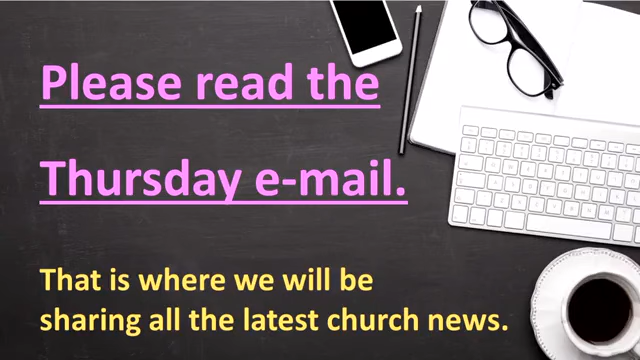 Please read the
Thursday e-mail.
That is where we will be
sharing all the latest church news.